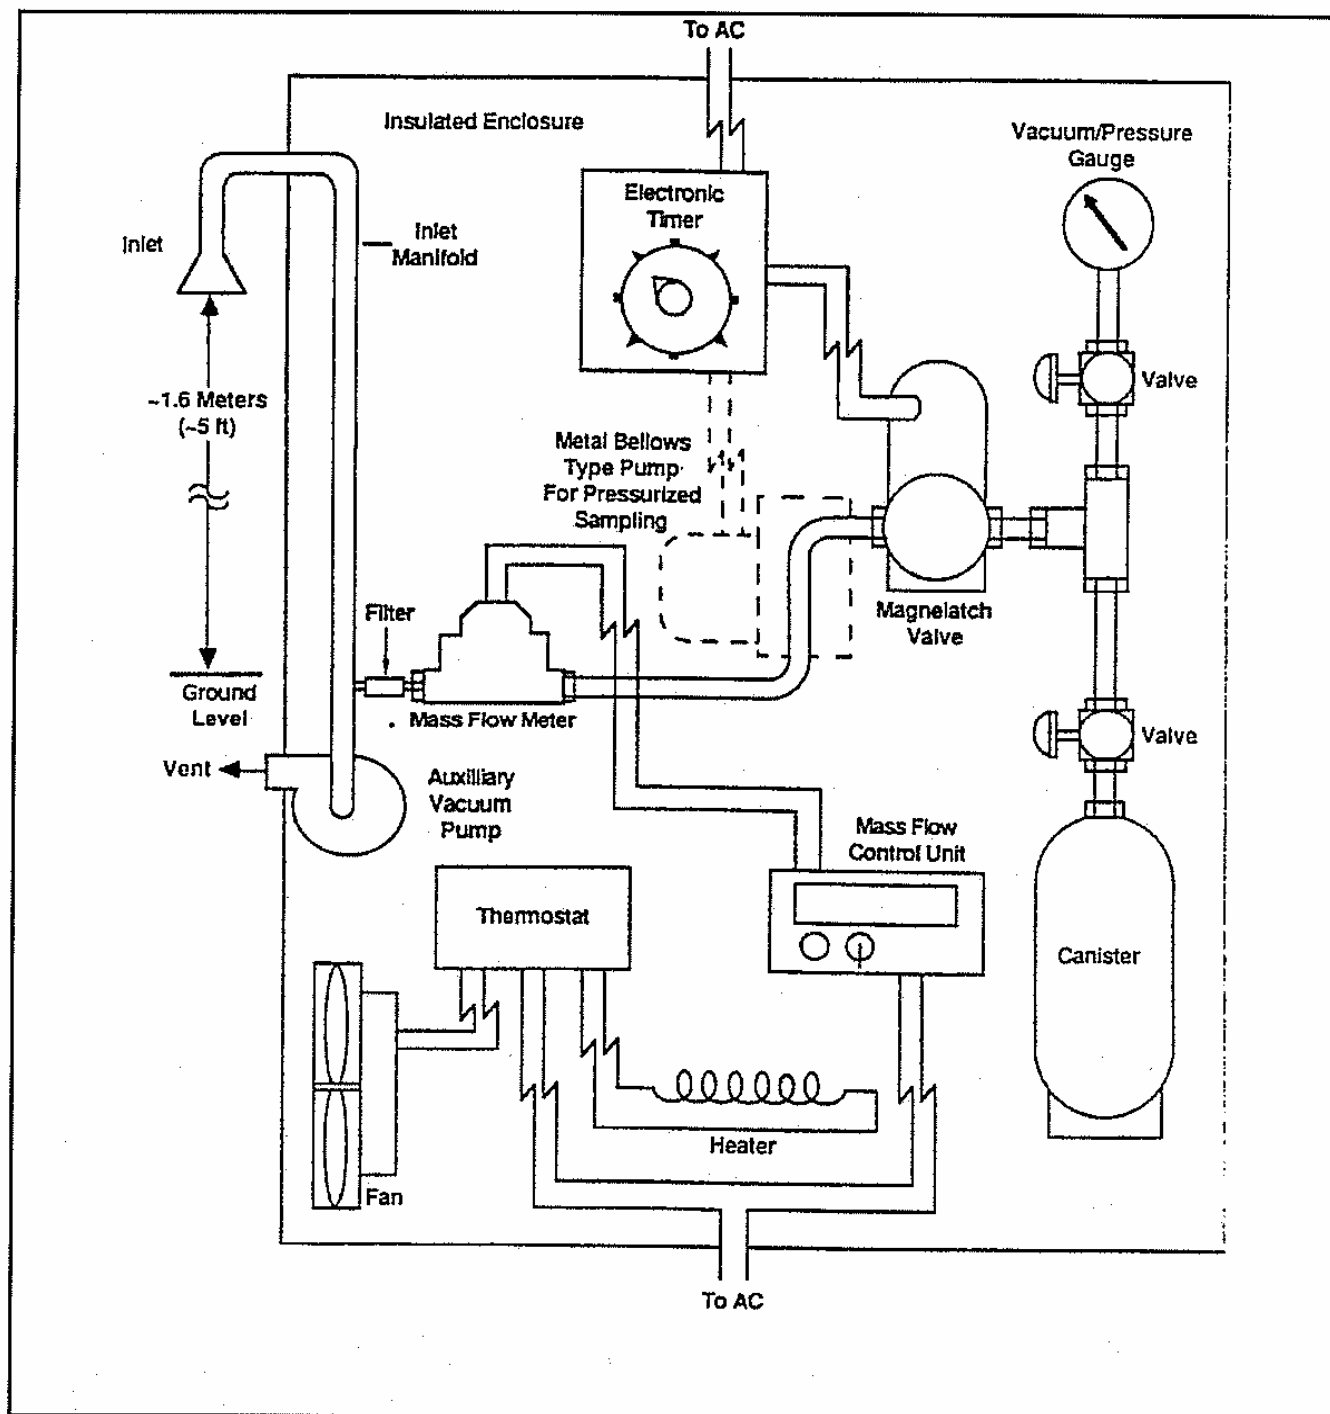 To AC
Insulated Enclosure
Vacuum/Pressure
Gauge
Electronic
Timer
Inlet
Inlet
Manifold
~1.6 Meters
(~5 ft)
Valve
Metal Bellows
Type Pump
For Pressurized
Sampling
Filter
Magnelatch
Valve
Ground
Level
Mass Flow Meter
Valve
Vent
Auxilliary
Vacuum
Pump
Mass Flow
Control Unit
Thermostat
Canister
Heater
Fan
To AC